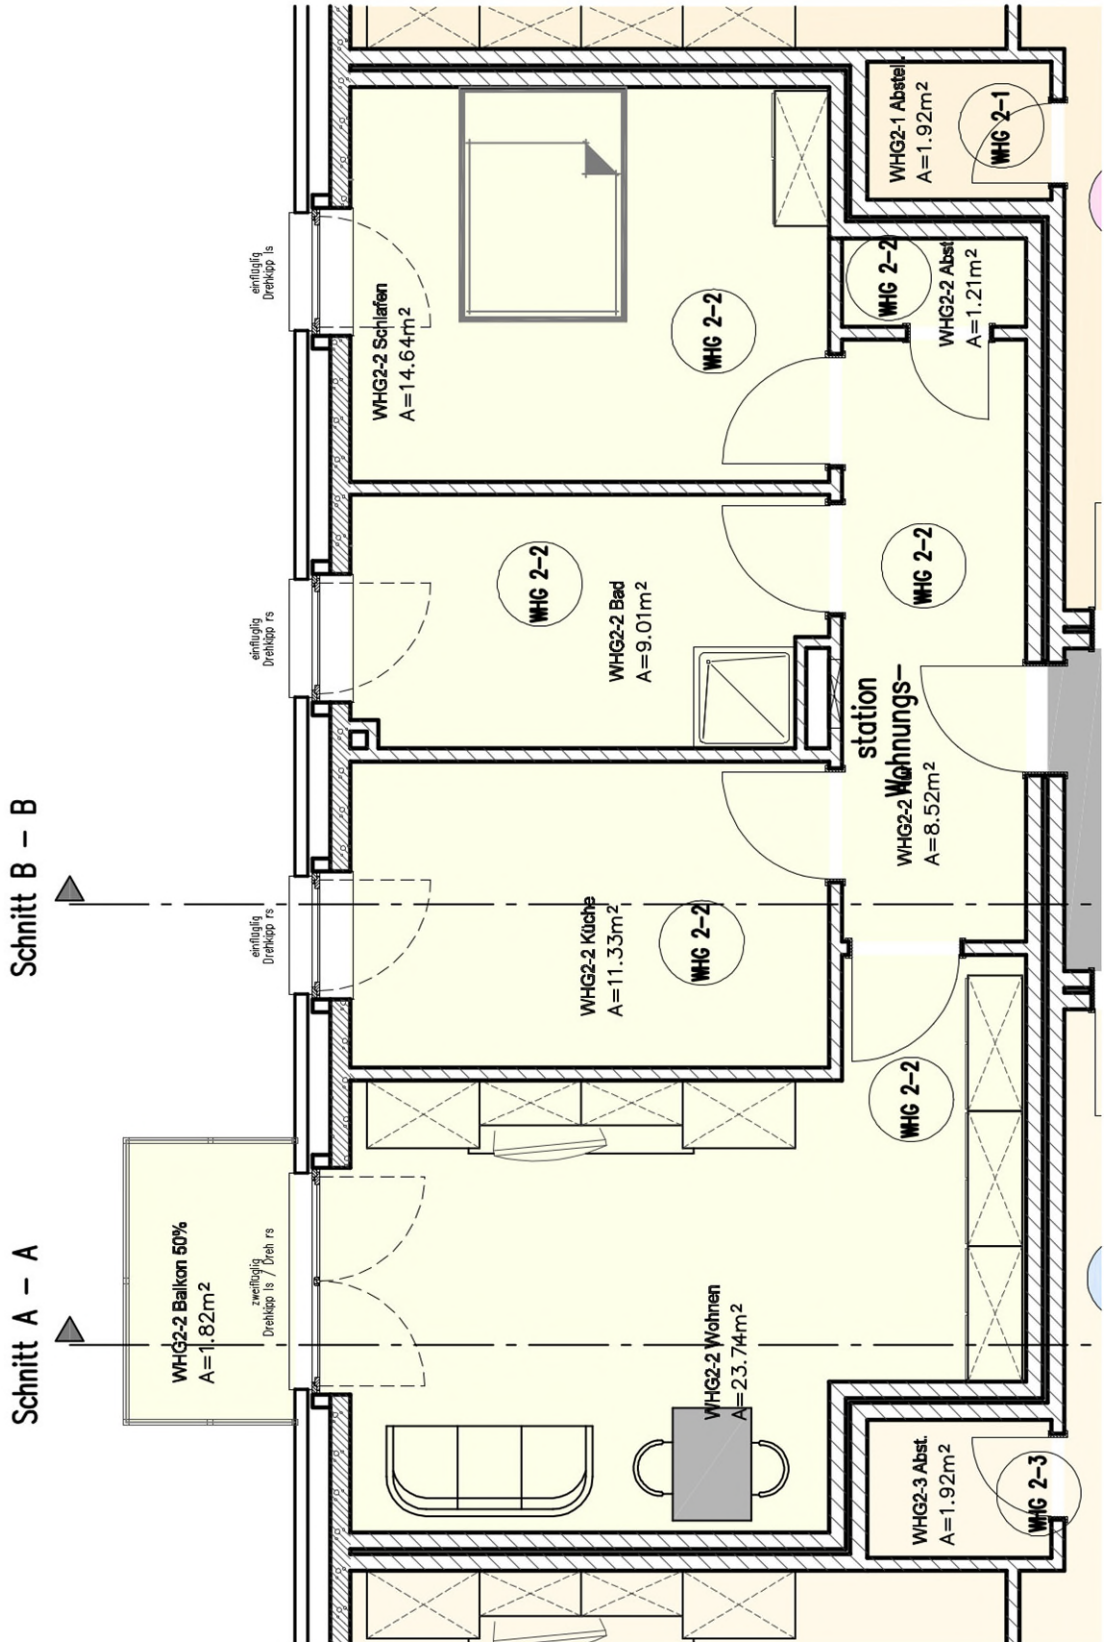 Schnitt A – A
Schnitt B – B
WHG2-2 Balkon 50%
A=1.82m²
zweiflüglig
Drehkipp ls / Dreh rs
einflüglig
Drehkipp rs
einflüglig
Drehkipp rs
einflüglig
Drehkipp ls
WHG2-2 Schlafen
A=14.64m²
WHG 2-2
WHG 2-2
WHG2-2 Bad
A=9.01m²
WHG2-2 Küche
A=11.33m²
WHG 2-2
WHG2-2 Wohnen
A=23.74m²
WHG 2-2
station
Wohnungs-
WHG2-2
A=8.52m²
WHG 2-2
WHG 2-2
WHG2-2 Abst.
A=1.21m²
WHG2-1 Abstell.
A=1.92m²
WHG 2-1
WHG2-3 Abst.
A=1.92m²
WHG 2-3